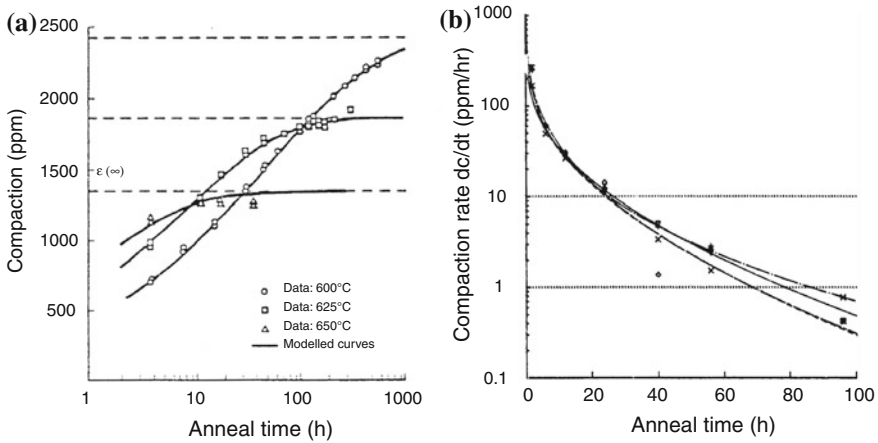 (a)
Compaction (ppm)
2500
2000
1500
1000
500
ε (∞)
Data: 600°C
Data: 625°C
Data: 650°C
Modelled curves
1 10 100 1000
Anneal time (h)
(b)
Compaction rate dc/dt (ppm/hr)
1000
100
10
1
0.1
0 20 40 60 80 100
Anneal time (h)